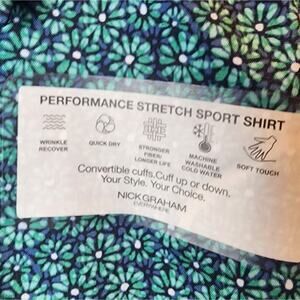 PERFORMANCE STRETCH SPORT SHIRT
WRINKLE
RECOVER
QUICK DRY
STRONGER
FIBER/
LONGER LIFE
MACHINE
WASHABLE
COLD WATER
SOFT TOUCH
Convertible cuffs.Cuff up or down.
Your Style. Your Choice.
NICK GRAHAM
EVERYWHERE